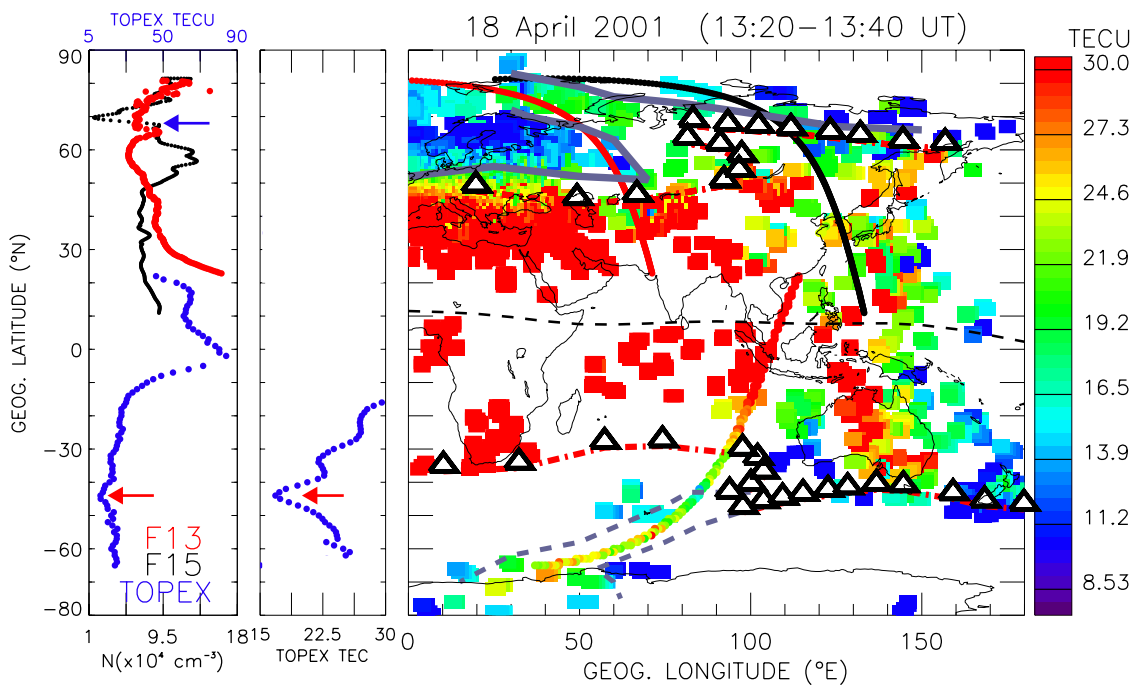 TOPEX TECU
5 50 90
18 April 2001 (13:20−13:40 UT)
TECU
90
60
30
0
−30
−60
−80
GEOG. LATITUDE (°N)
F13
F15
TOPEX
1 9.5 18
N(x10⁴ cm⁻³)
15 22.5 30
TOPEX TEC
0 50 100 150
GEOG. LONGITUDE (°E)
30.0
27.3
24.6
21.9
19.2
16.5
13.9
11.2
8.53